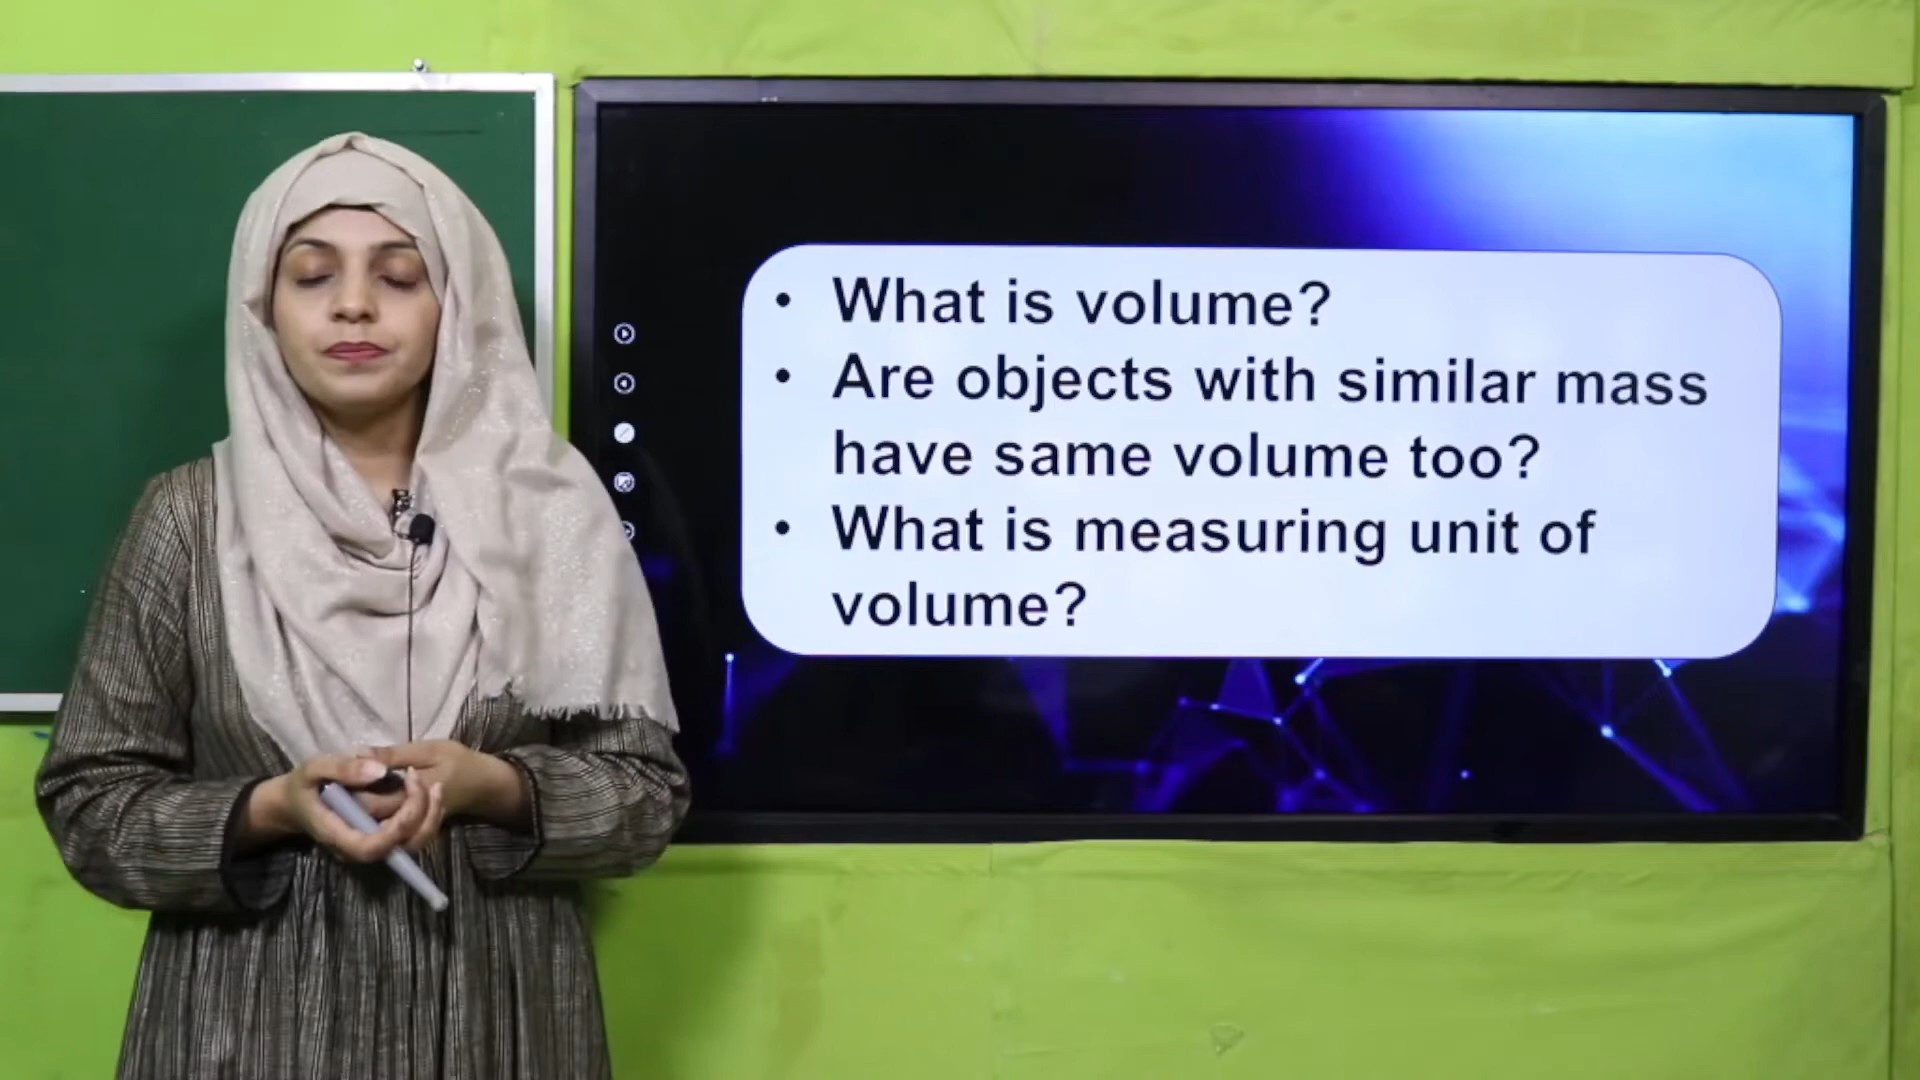 • What is volume?
• Are objects with similar mass
have same volume too?
• What is measuring unit of
volume?